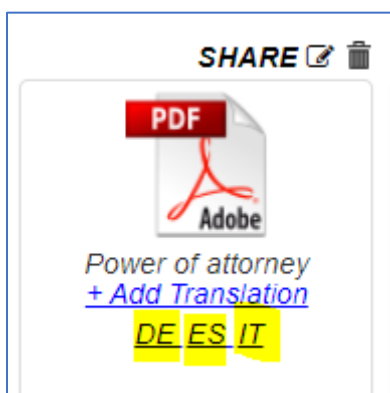 SHARE
PDF
Adobe
Power of attorney
+ Add Translation
DE ES IT